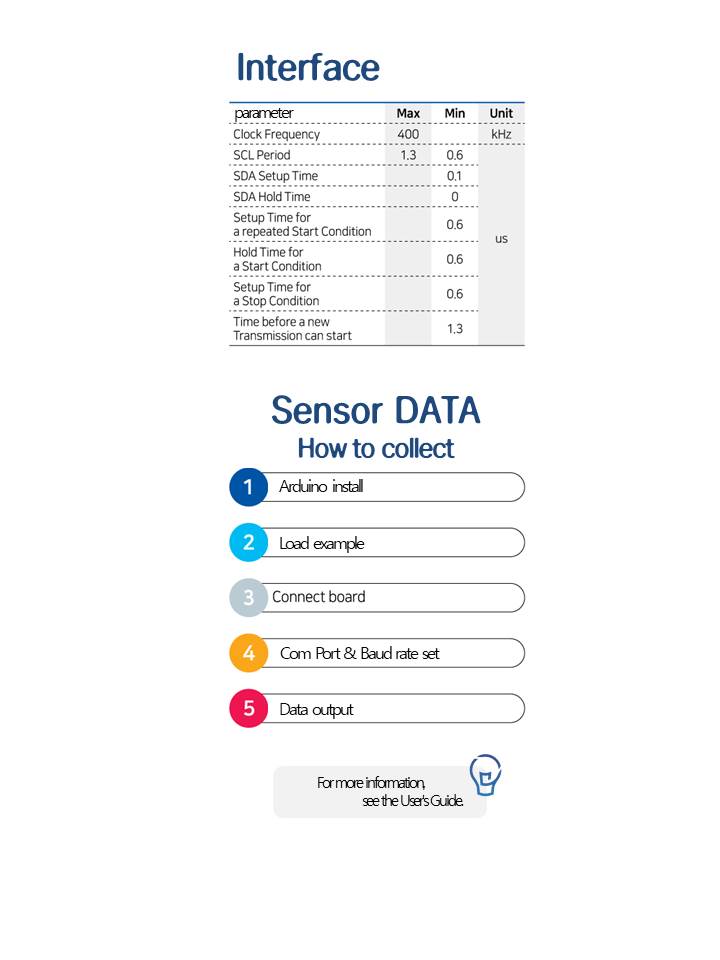 Interface
parameter Max Min Unit
Clock Frequency 400 kHz
SCL Period 1.3 0.6
SDA Setup Time 0.1
SDA Hold Time 0
Setup Time for
a repeated Start Condition 0.6
us
Hold Time for
a Start Condition 0.6
Setup Time for
a Stop Condition 0.6
Time before a new
Transmission can start 1.3
Sensor DATA
How to collect
1 Arduino install
2 Load example
3 Connect board
4 Com Port & Baud rate set
5 Data output
For more information,
see the User's Guide.